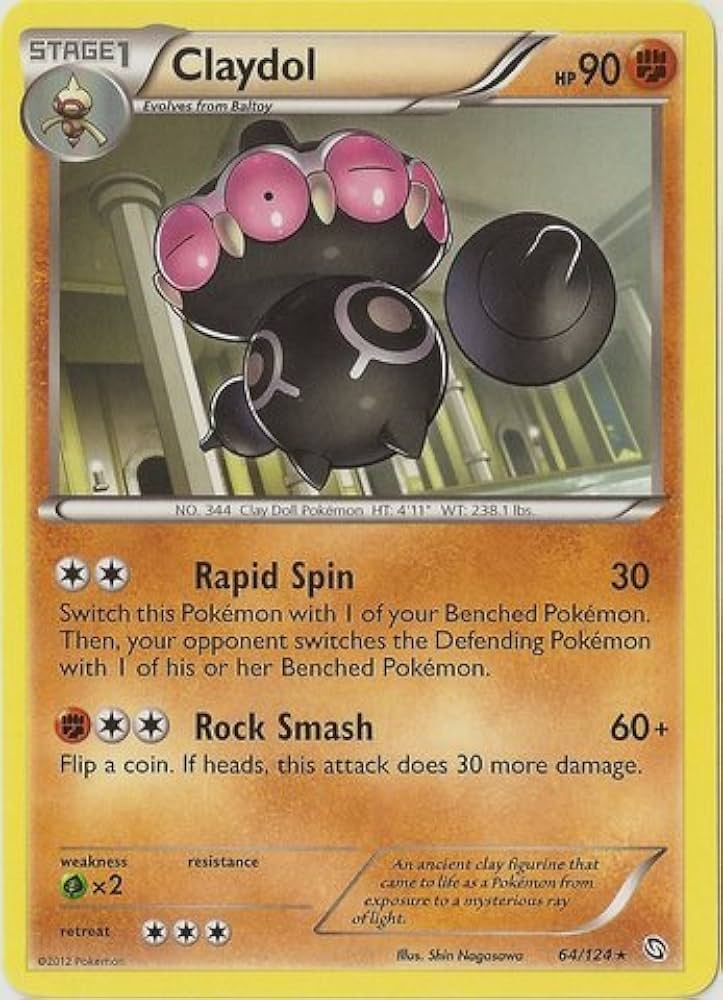 STAGE1
Claydol
HP 90
Evolves from Baltoy
NO. 344 Clay Doll Pokémon HT: 4'11" WT: 238.1 lbs.
Rapid Spin 30
Switch this Pokémon with 1 of your Benched Pokémon.
Then, your opponent switches the Defending Pokémon
with 1 of his or her Benched Pokémon.
Rock Smash 60+
Flip a coin. If heads, this attack does 30 more damage.
weakness resistance
×2
An ancient clay figurine that
came to life as a Pokémon from
exposure to a mysterious ray
of light.
retreat
©2012 Pokémon Illus. Shin Nagasawa 64/124 ★